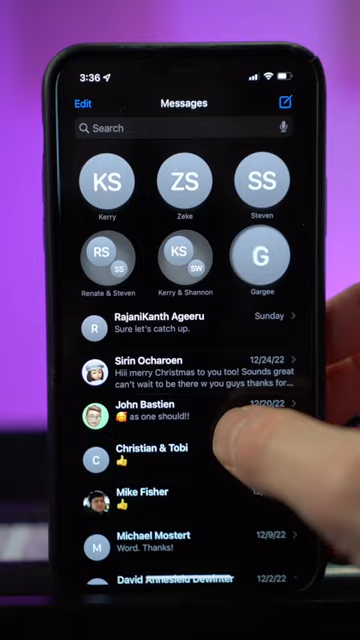 3:36
Edit Messages
Search
KS ZS SS
Kerry Zeke Steven
RS SS KS SW G
Renate & Steven Kerry & Shannon Gargee
R RajaniKanth Ageeru Sunday
Sure let's catch up.
Sirin Ocharoen 12/24/22
Hiii merry Christmas to you too! Sounds great
can't wait to be there w you guys thanks for...
John Bastien 12/20/22
🥰 as one should!!
C Christian & Tobi
👍
Mike Fisher
👍
M Michael Mostert 12/9/22
Word. Thanks!
David Dewinter 12/2/22